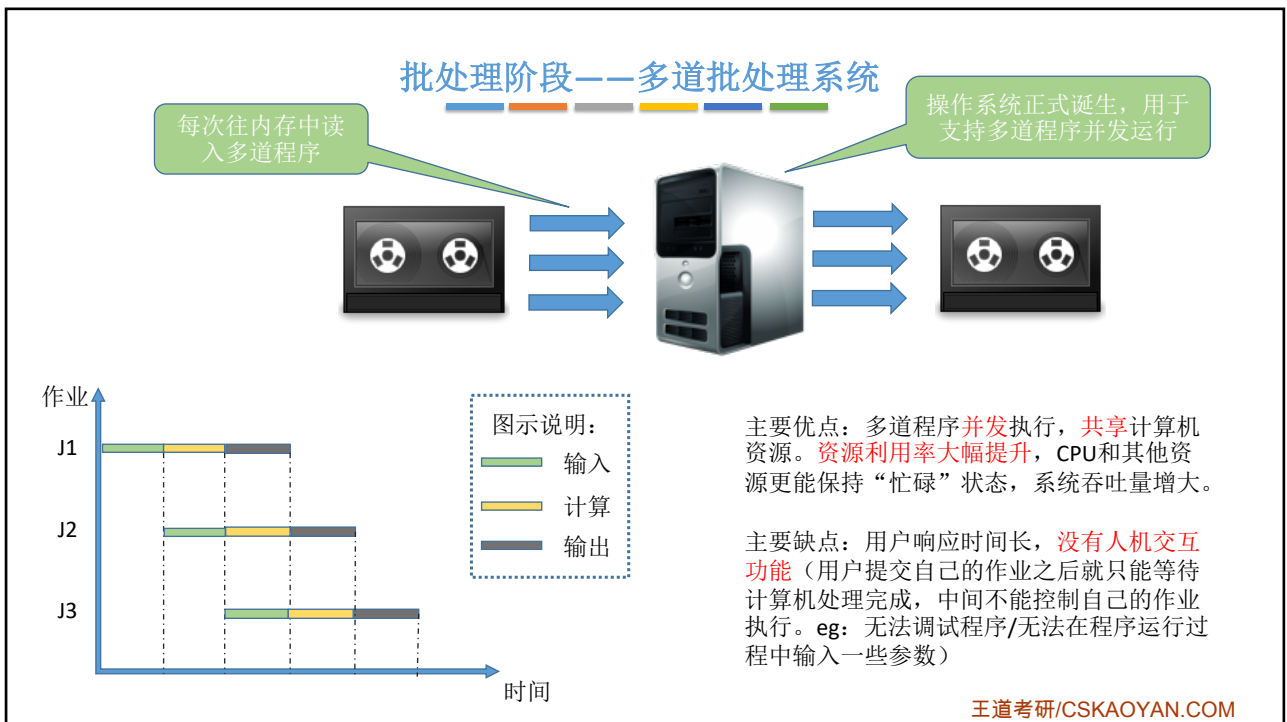 批处理阶段——多道批处理系统
每次往内存中读
入多道程序
操作系统正式诞生，用于
支持多道程序并发运行
作业
J1
J2
J3
时间
图示说明：
输入
计算
输出
主要优点：多道程序并发执行，共享计算机
资源。资源利用率大幅提升，CPU和其他资
源更能保持“忙碌”状态，系统吞吐量增大。
主要缺点：用户响应时间长，没有人机交互
功能（用户提交自己的作业之后就只能等待
计算机处理完成，中间不能控制自己的作业
执行。eg：无法调试程序/无法在程序运行过
程中输入一些参数）
王道考研/CSKAOYAN.COM